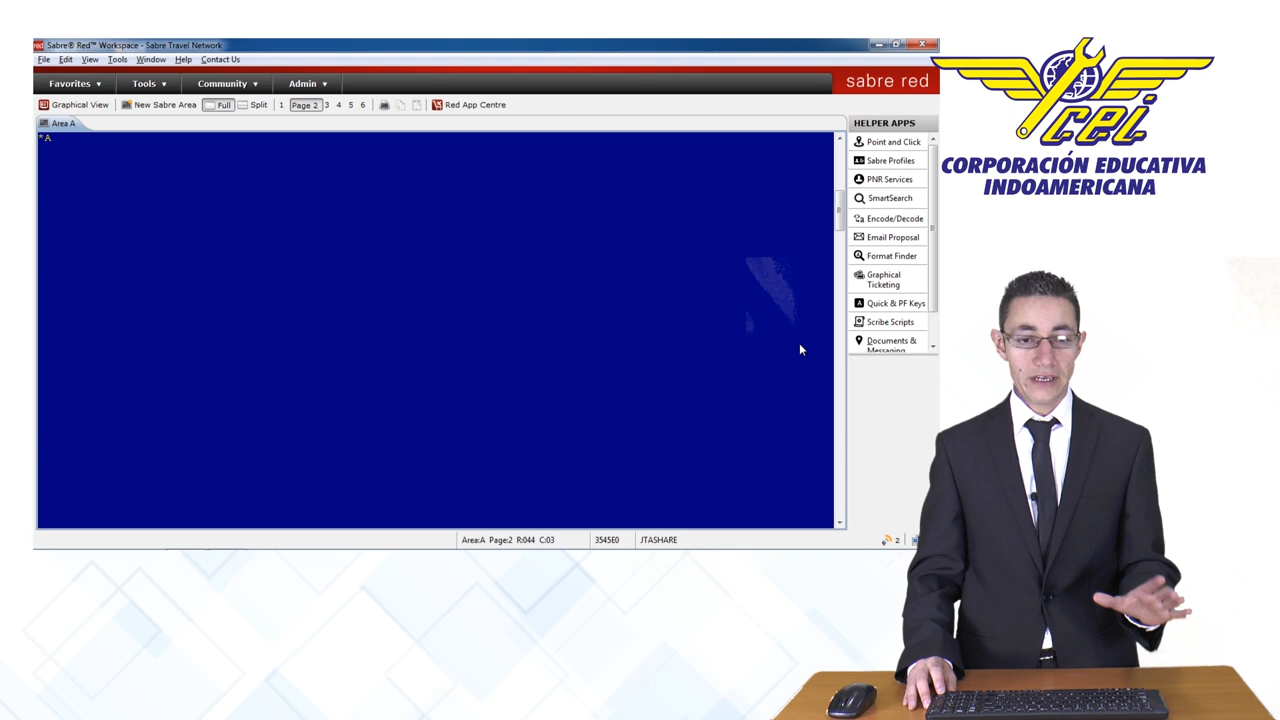 red Sabre® Red™ Workspace - Sabre Travel Network
File Edit View Tools Window Help Contact Us
Favorites Tools Community Admin sabre red
Graphical View New Sabre Area Full Split 1 Page 2 3 4 5 6 Red App Centre
Area A
*A
HELPER APPS
Point and Click
Sabre Profiles
PNR Services
SmartSearch
Encode/Decode
Email Proposal
Format Finder
Graphical
Ticketing
Quick & PF Keys
Scribe Scripts
Documents &
Messaging
Area:A Page:2 R:044 C:03 3545E0 JTASHARE 2
cei
CORPORACIÓN EDUCATIVA
INDOAMERICANA